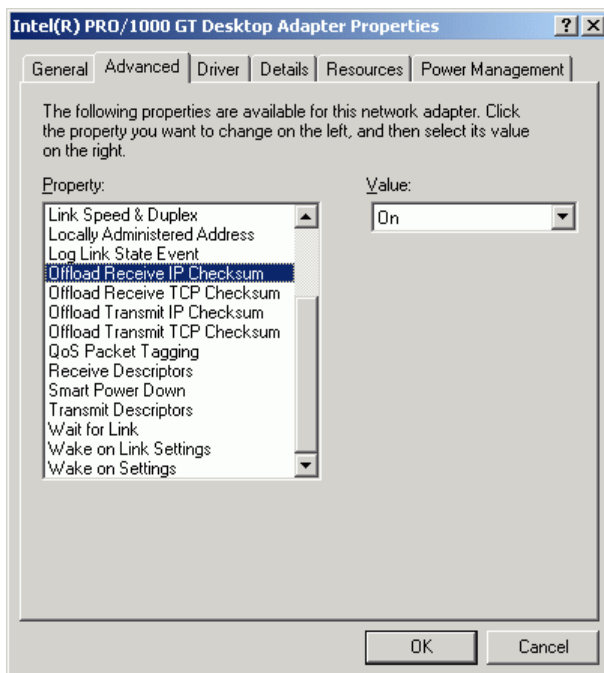 Intel(R) PRO/1000 GT Desktop Adapter Properties
General Advanced Driver Details Resources Power Management
The following properties are available for this network adapter. Click
the property you want to change on the left, and then select its value
on the right.
Property:
Link Speed & Duplex
Locally Administered Address
Log Link State Event
Offload Receive IP Checksum
Offload Receive TCP Checksum
Offload Transmit IP Checksum
Offload Transmit TCP Checksum
QoS Packet Tagging
Receive Descriptors
Smart Power Down
Transmit Descriptors
Wait for Link
Wake on Link Settings
Wake on Settings
Value:
On
OK Cancel